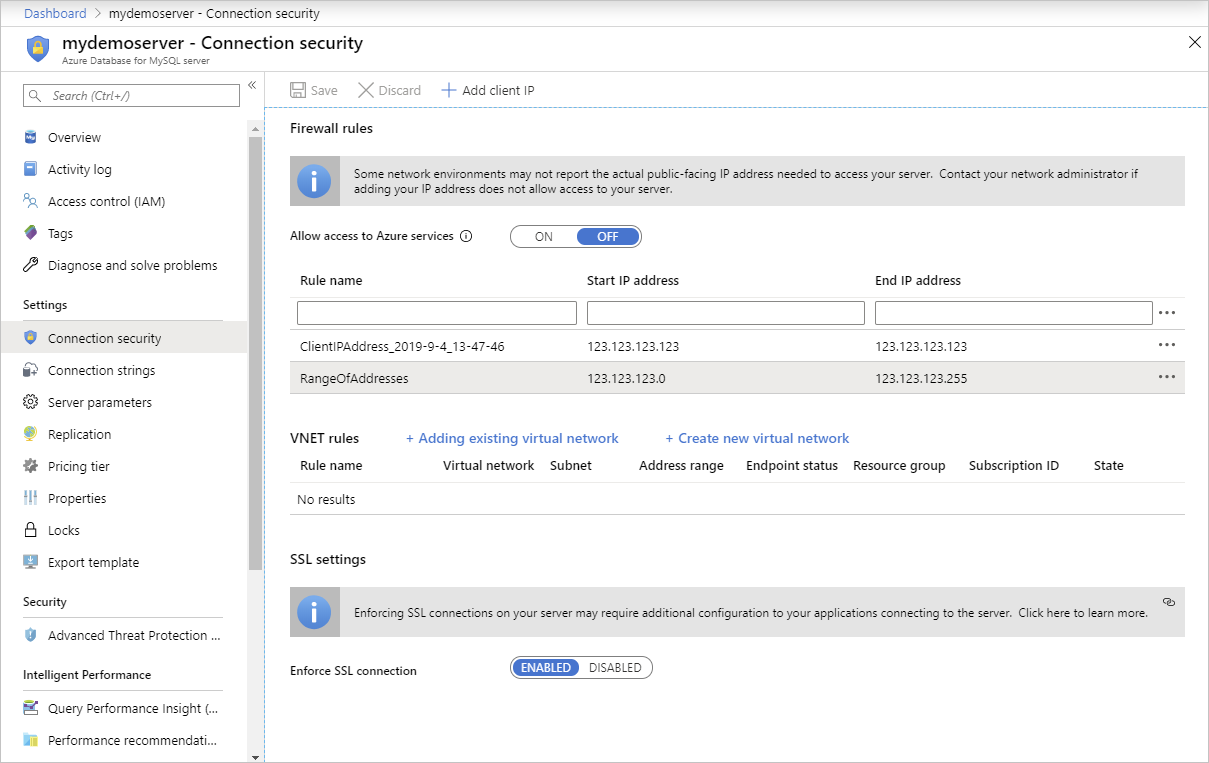 Dashboard > mydemoserver - Connection security
mydemoserver - Connection security
Azure Database for MySQL server
Search (Ctrl+/)
Overview
Activity log
Access control (IAM)
Tags
Diagnose and solve problems
Settings
Connection security
Connection strings
Server parameters
Replication
Pricing tier
Properties
Locks
Export template
Security
Advanced Threat Protection ...
Intelligent Performance
Query Performance Insight (...
Performance recommendati...
Save Discard Add client IP
Firewall rules
Some network environments may not report the actual public-facing IP address needed to access your server. Contact your network administrator if
adding your IP address does not allow access to your server.
Allow access to Azure services ON OFF
Rule name Start IP address End IP address
ClientIPAddress_2019-9-4_13-47-46 123.123.123.123 123.123.123.123
RangeOfAddresses 123.123.123.0 123.123.123.255
VNET rules + Adding existing virtual network + Create new virtual network
Rule name Virtual network Subnet Address range Endpoint status Resource group Subscription ID State
No results
SSL settings
Enforcing SSL connections on your server may require additional configuration to your applications connecting to the server. Click here to learn more.
Enforce SSL connection ENABLED DISABLED